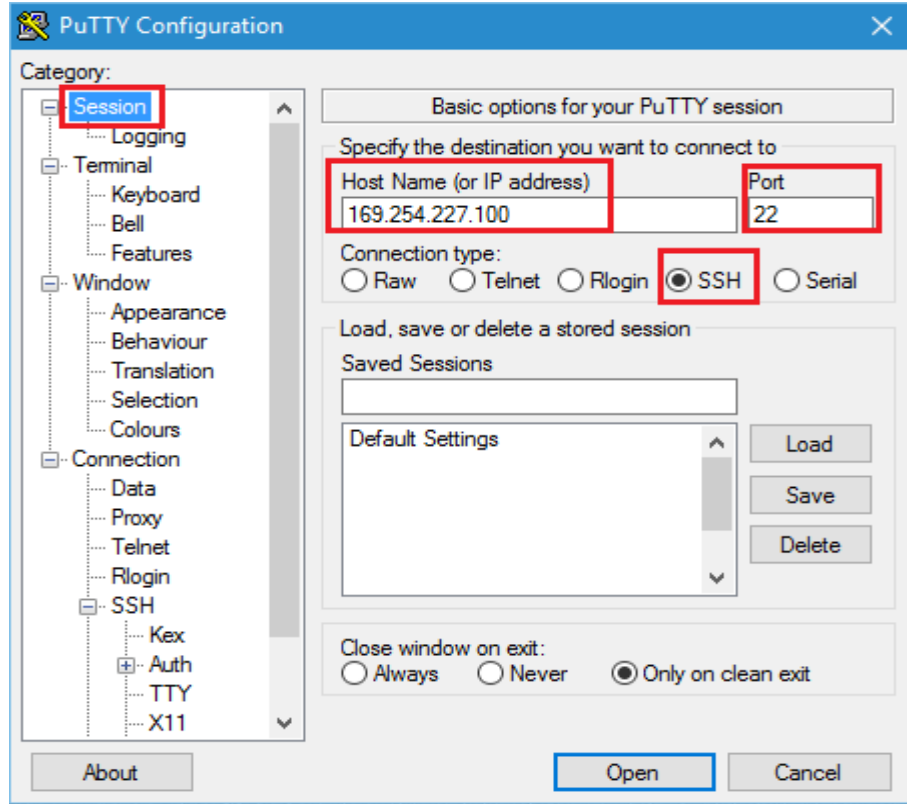 PuTTY Configuration
Category:
Session
Logging
Terminal
Keyboard
Bell
Features
Window
Appearance
Behaviour
Translation
Selection
Colours
Connection
Data
Proxy
Telnet
Rlogin
SSH
Kex
Auth
TTY
X11
Basic options for your PuTTY session
Specify the destination you want to connect to
Host Name (or IP address) Port
169.254.227.100 22
Connection type:
Raw Telnet Rlogin SSH Serial
Load, save or delete a stored session
Saved Sessions
Default Settings
Load
Save
Delete
Close window on exit:
Always Never Only on clean exit
About Open Cancel